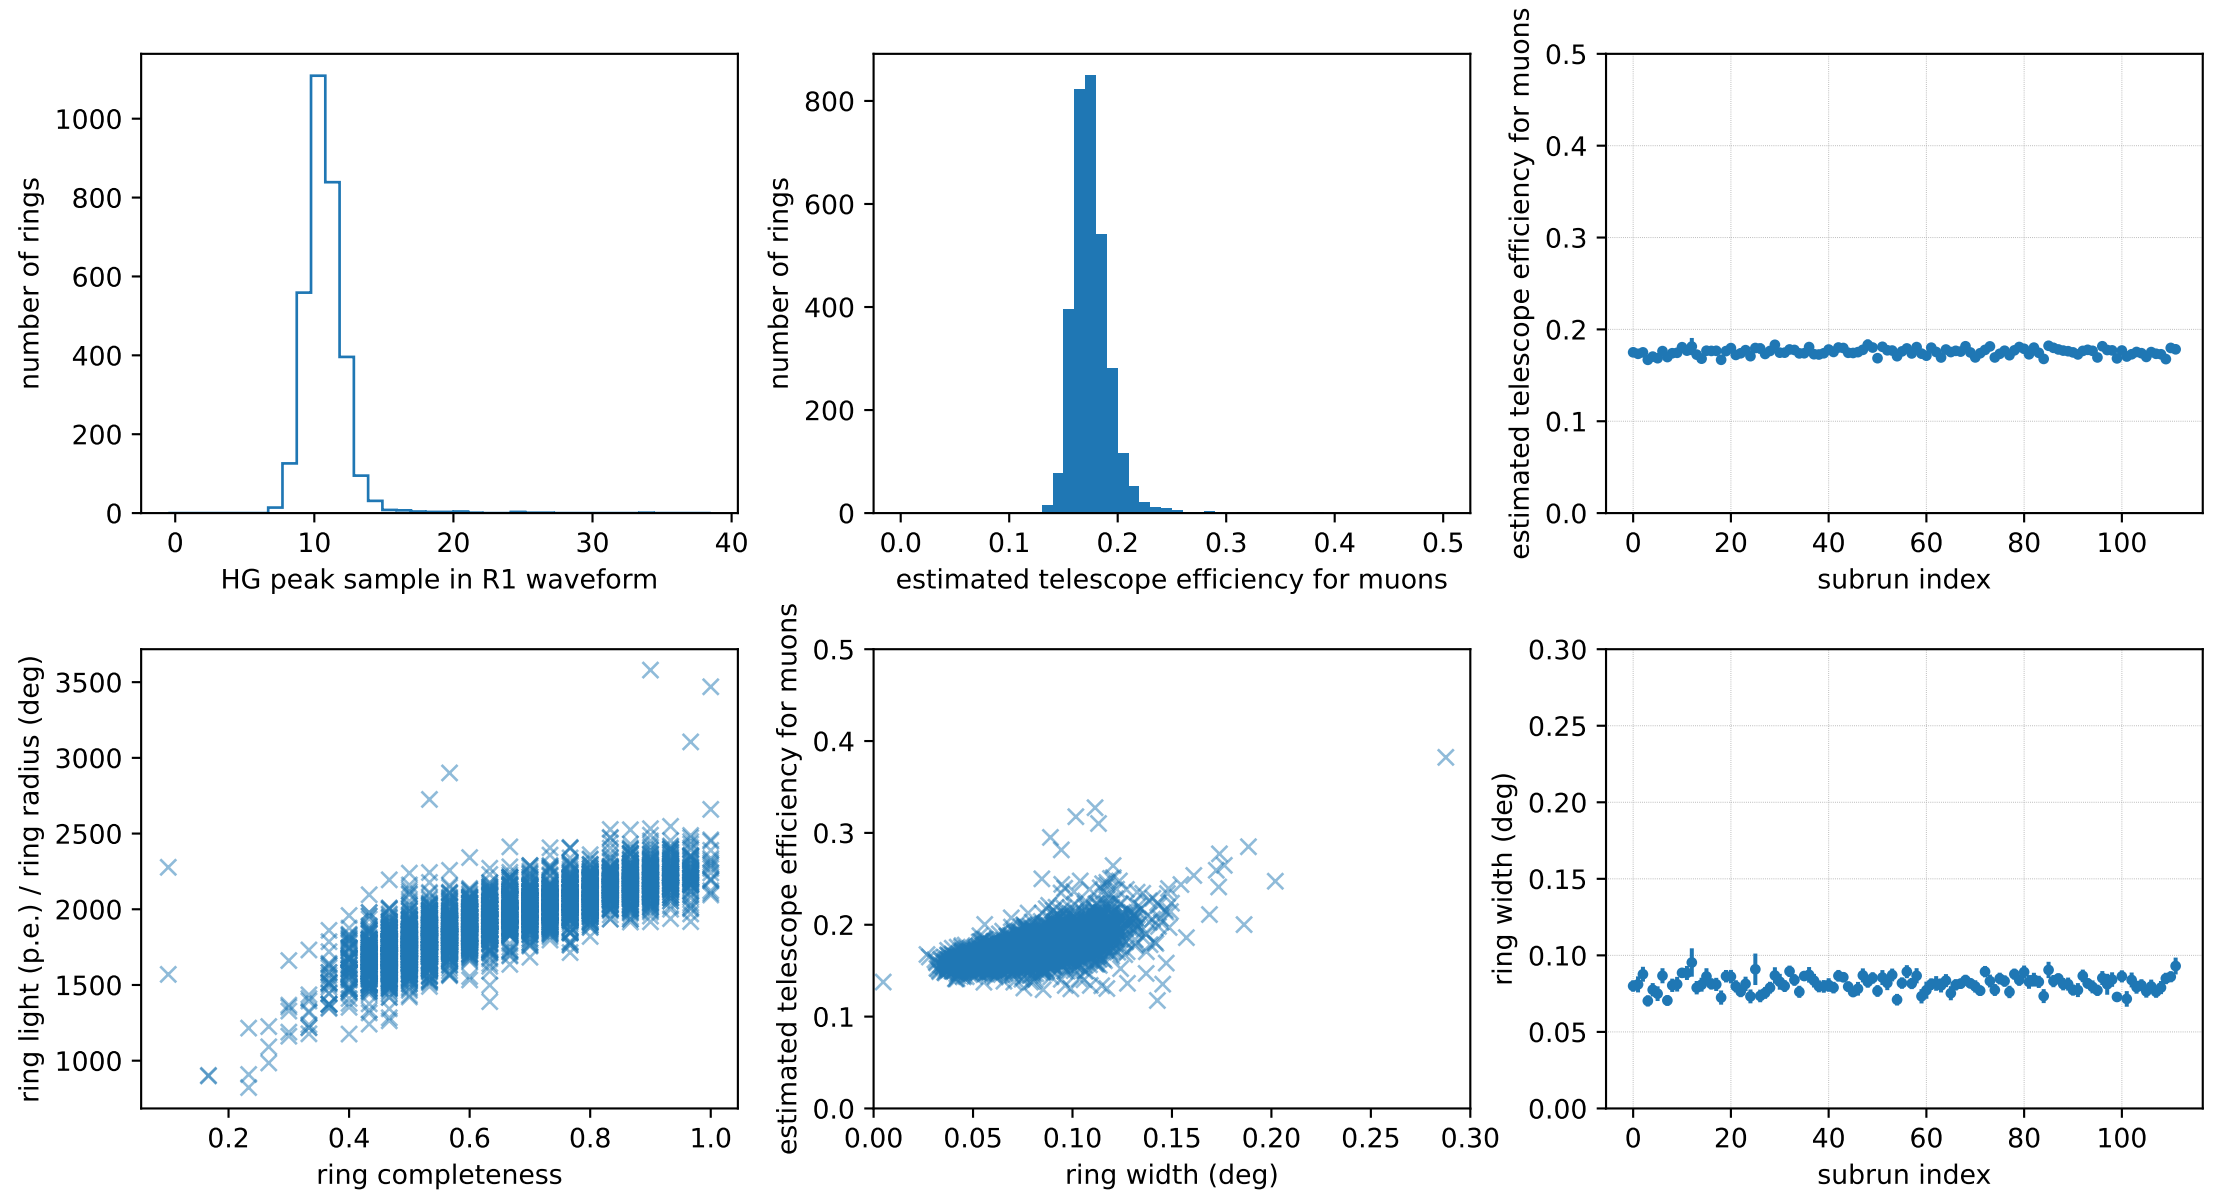 1000
800
600
400
200
0
number of rings
0 10 20 30 40
HG peak sample in R1 waveform
800
600
400
200
0
number of rings
0.0 0.1 0.2 0.3 0.4 0.5
estimated telescope efficiency for muons
0.5
0.4
0.3
0.2
0.1
0.0
estimated telescope efficiency for muons
0 20 40 60 80 100
subrun index
3500
3000
2500
2000
1500
1000
ring light (p.e.) / ring radius (deg)
0.2 0.4 0.6 0.8 1.0
ring completeness
0.5
0.4
0.3
0.2
0.1
0.0
estimated telescope efficiency for muons
0.00 0.05 0.10 0.15 0.20 0.25 0.30
ring width (deg)
0.30
0.25
0.20
0.15
0.10
0.05
0.00
ring width (deg)
0 20 40 60 80 100
subrun index